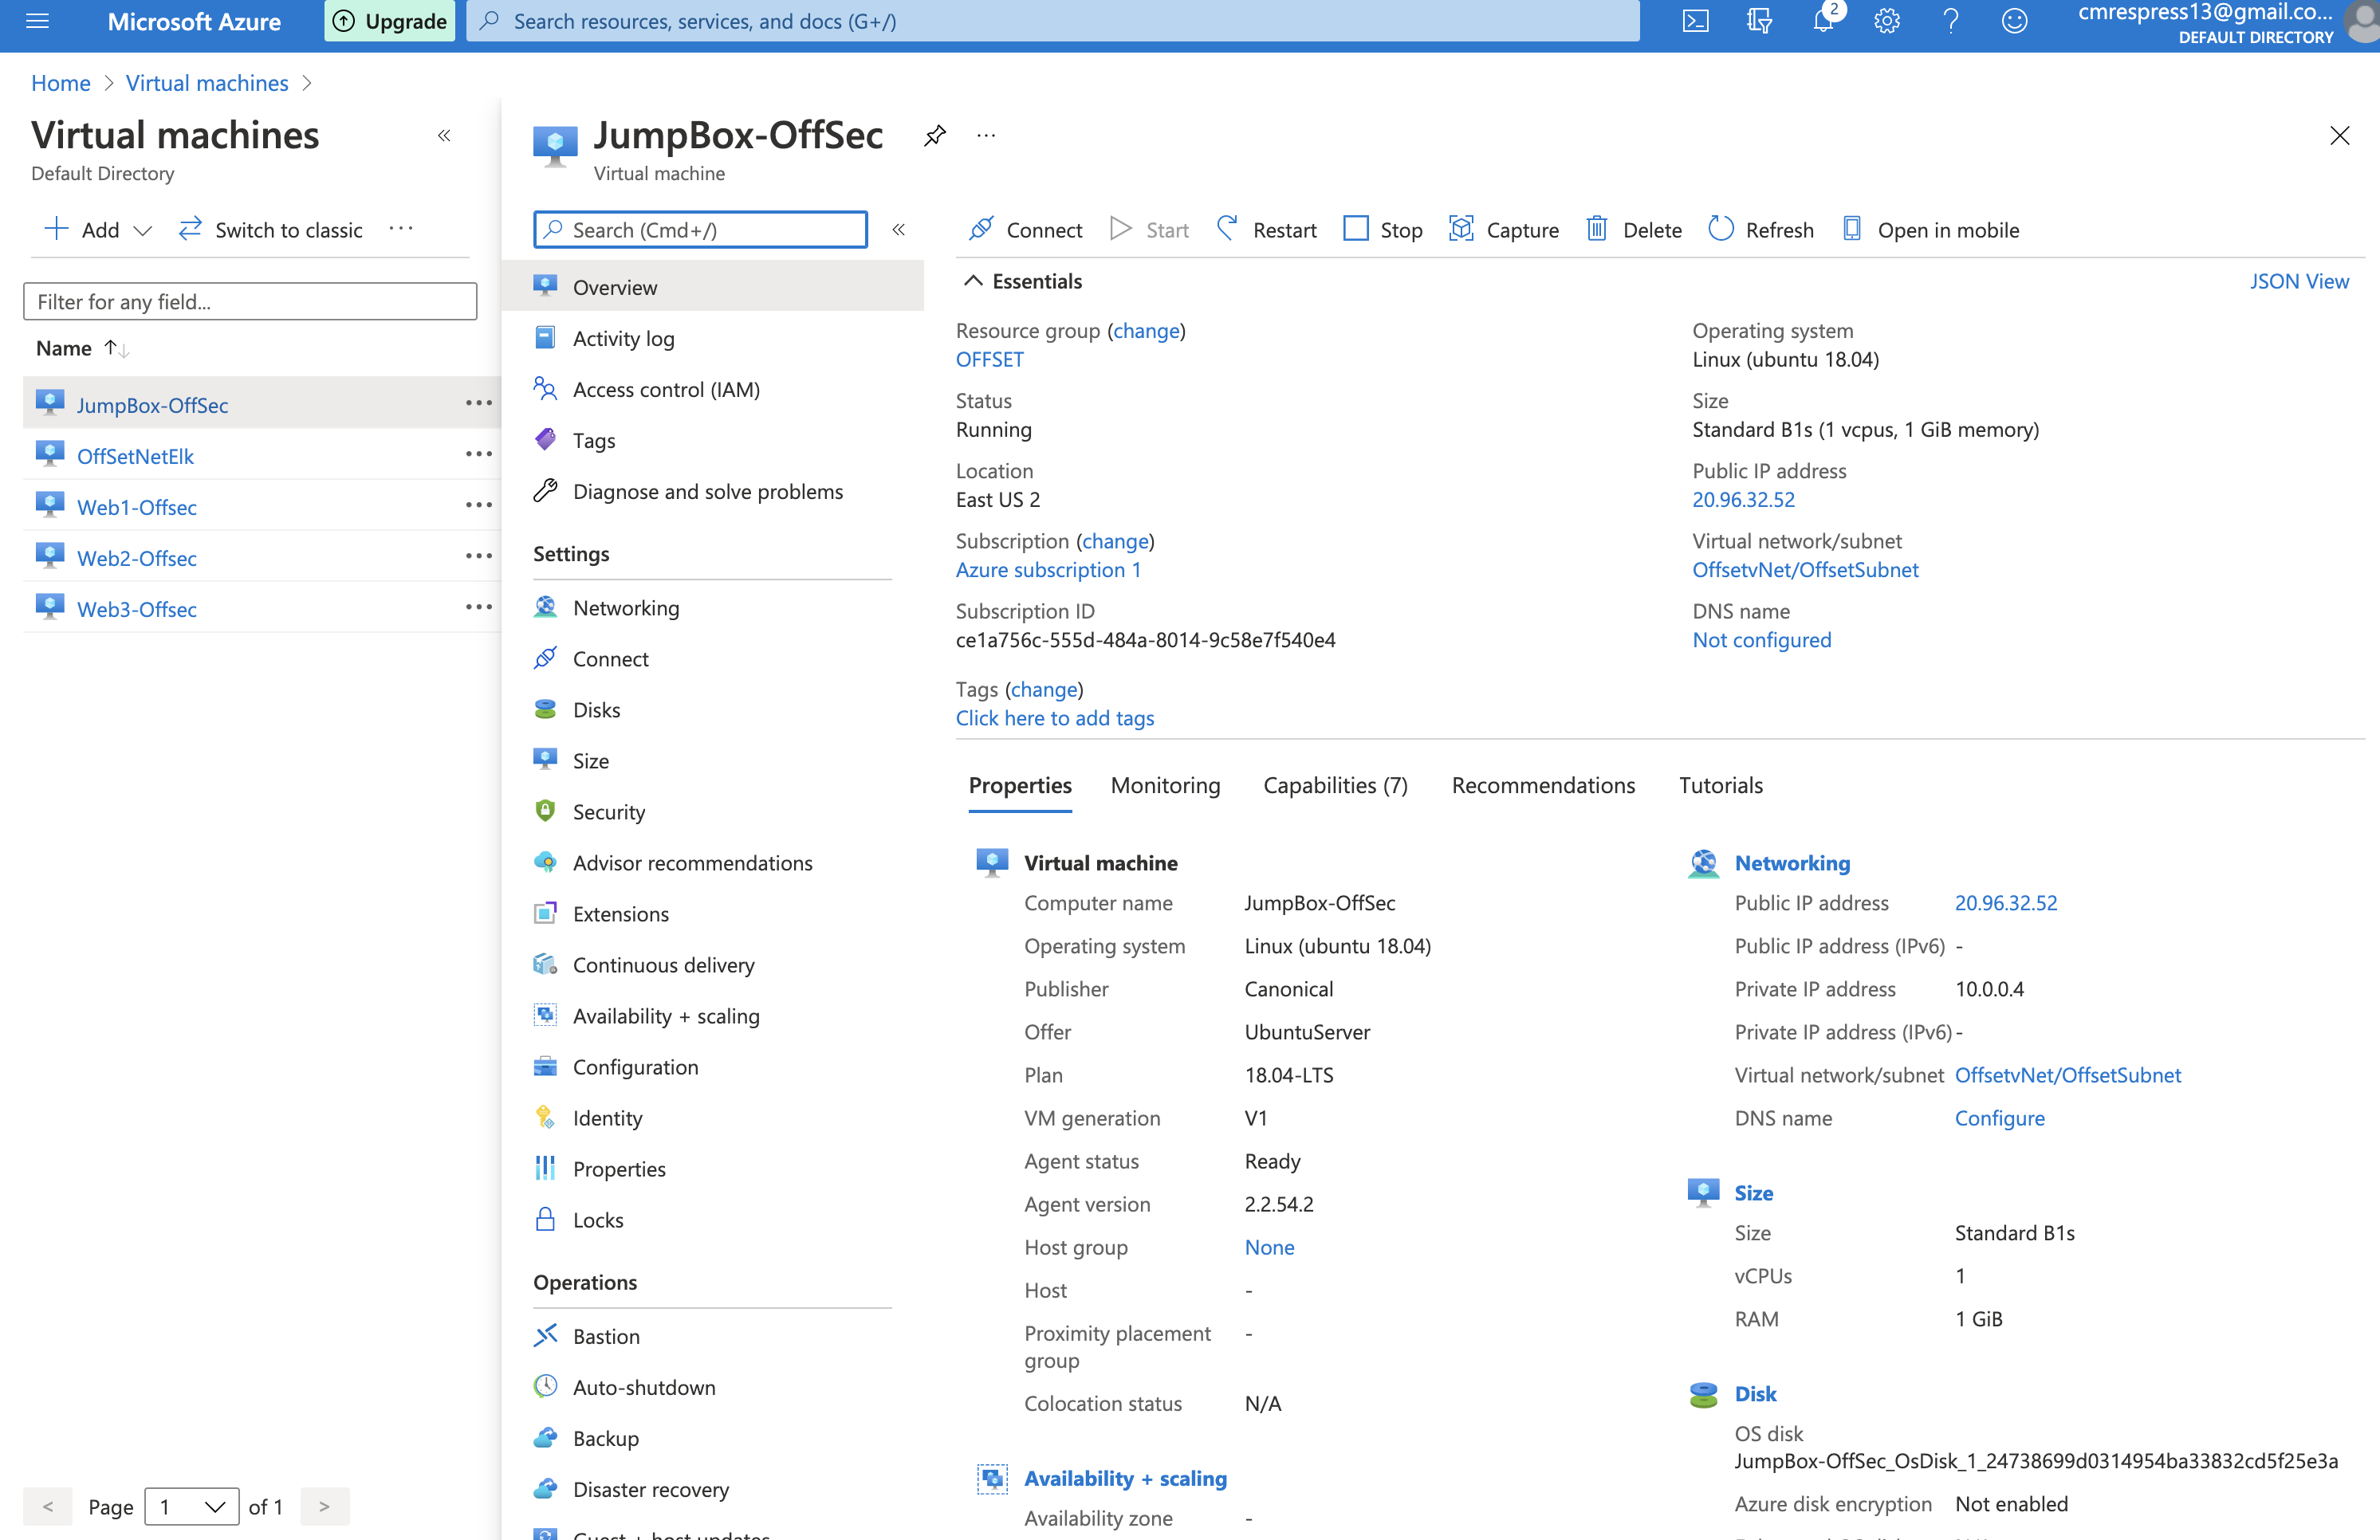 Microsoft Azure
Upgrade
Search resources, services, and docs (G+/)
2
cmrespress13@gmail.co...
DEFAULT DIRECTORY
Home > Virtual machines >
Virtual machines
Default Directory
Add
Switch to classic
...
Filter for any field...
Name
JumpBox-OffSec
OffSetNetElk
Web1-Offsec
Web2-Offsec
Web3-Offsec
< Page 1 of 1 >
JumpBox-OffSec
...
Virtual machine
Search (Cmd+/)
Overview
Activity log
Access control (IAM)
Tags
Diagnose and solve problems
Settings
Networking
Connect
Disks
Size
Security
Advisor recommendations
Extensions
Continuous delivery
Availability + scaling
Configuration
Identity
Properties
Locks
Operations
Bastion
Auto-shutdown
Backup
Disaster recovery
Guest + host updates
Connect Start Restart Stop Capture Delete Refresh Open in mobile
Essentials
JSON View
Resource group (change)
OFFSET
Status
Running
Location
East US 2
Subscription (change)
Azure subscription 1
Subscription ID
ce1a756c-555d-484a-8014-9c58e7f540e4
Tags (change)
Click here to add tags
Operating system
Linux (ubuntu 18.04)
Size
Standard B1s (1 vcpus, 1 GiB memory)
Public IP address
20.96.32.52
Virtual network/subnet
OffsetvNet/OffsetSubnet
DNS name
Not configured
Properties Monitoring Capabilities (7) Recommendations Tutorials
Virtual machine
Computer name JumpBox-OffSec
Operating system Linux (ubuntu 18.04)
Publisher Canonical
Offer UbuntuServer
Plan 18.04-LTS
VM generation V1
Agent status Ready
Agent version 2.2.54.2
Host group None
Host -
Proximity placement -
group
Colocation status N/A
Availability + scaling
Availability zone -
Networking
Public IP address 20.96.32.52
Public IP address (IPv6) -
Private IP address 10.0.0.4
Private IP address (IPv6) -
Virtual network/subnet OffsetvNet/OffsetSubnet
DNS name Configure
Size
Size Standard B1s
vCPUs 1
RAM 1 GiB
Disk
OS disk
JumpBox-OffSec_OsDisk_1_24738699d0314954ba33832cd5f25e3a
Azure disk encryption Not enabled